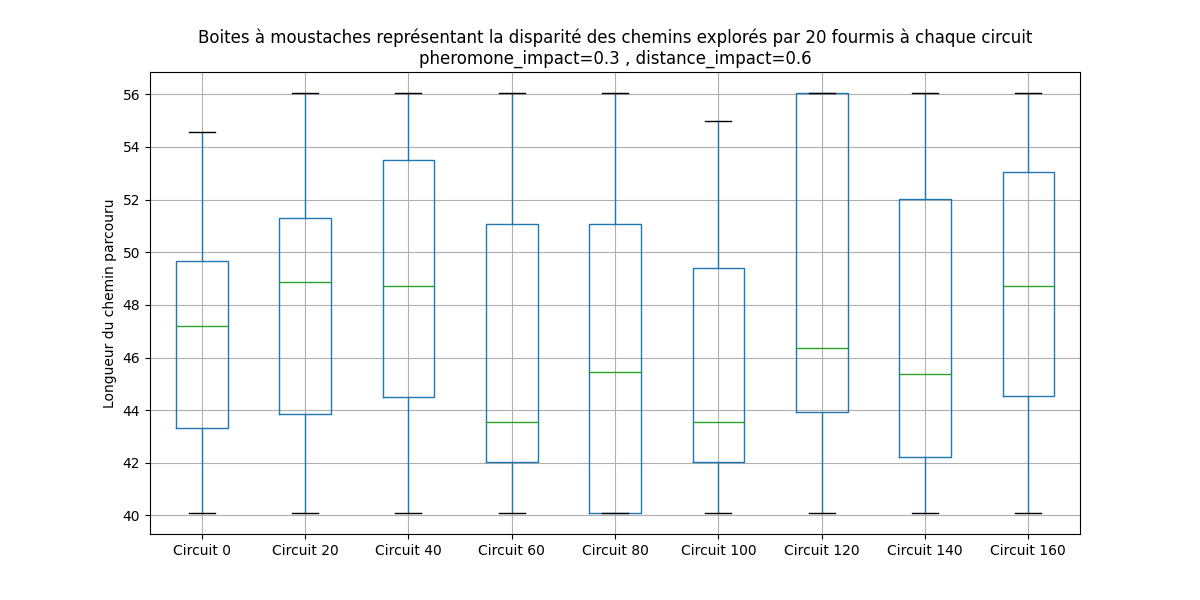 Boites à moustaches représentant la disparité des chemins explorés par 20 fourmis à chaque circuit
pheromone_impact=0.3 , distance_impact=0.6
Longueur du chemin parcouru
56
54
52
50
48
46
44
42
40
Circuit 0
Circuit 20
Circuit 40
Circuit 60
Circuit 80
Circuit 100
Circuit 120
Circuit 140
Circuit 160